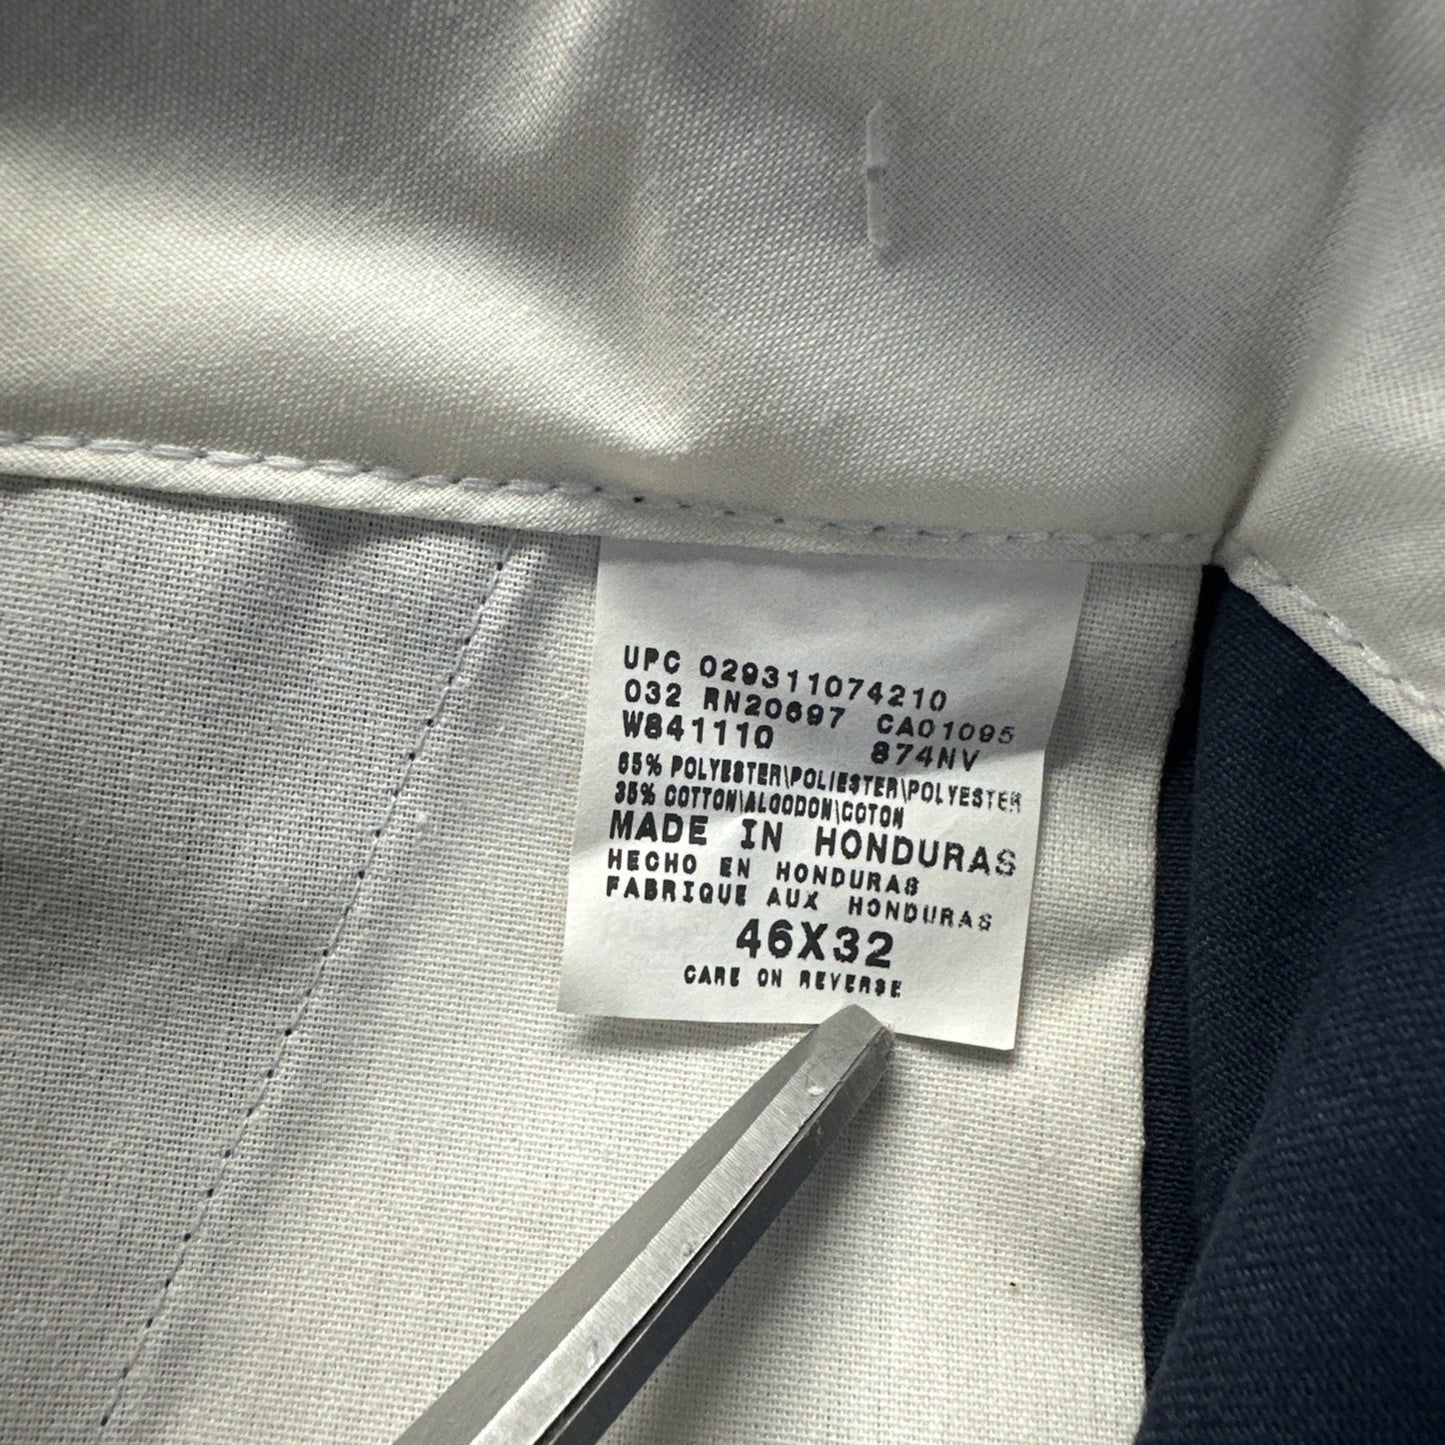 UPC 029311074210
032 RN20697 CA01095
W841110 874NV
65% POLYESTER\POLIESTER\POLYESTER
35% COTTON\ALGODON\COTON
MADE IN HONDURAS
HECHO EN HONDURAS
FABRIQUE AUX HONDURAS
46X32
CARE ON REVERSE